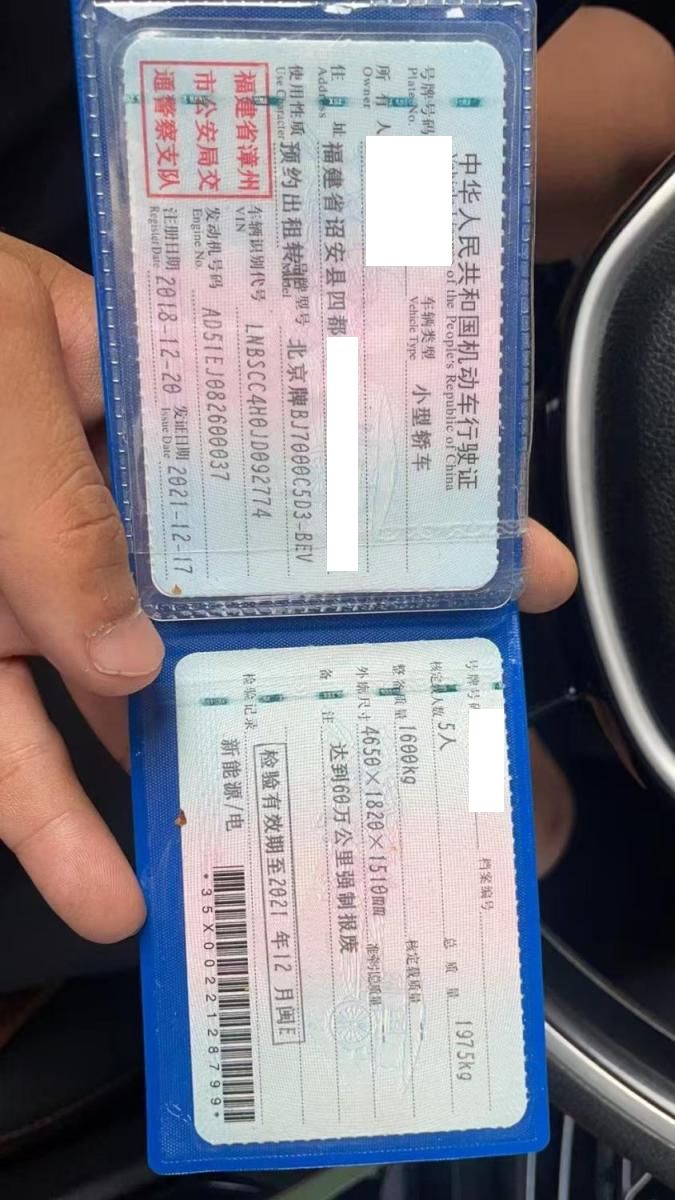 中华人民共和国机动车行驶证
of the People's Republic of China
号牌号码
Plate No.
车辆类型 小型轿车
Vehicle Type
所有人
Owner
住址 福建省诏安县四都
Address
使用性质 预约出租转非
Use Character
品牌型号 北京牌BJ7000C5D3-BEV
Model
福建省漳州
市公安局交
通警察支队
车辆识别代号 LNBSCC4H0JD092774
VIN
发动机号码 AD51EJ082600037
Engine No.
注册日期 2018-12-20 发证日期 2021-12-17
Register Date Issue Date
号牌号码 档案编号
核定载人数 5人 总质量 1975kg
整备质量 1600kg 核定载质量
外廓尺寸 4650×1820×1510mm 准牵引总质量
备注 达到60万公里强制报废
检验有效期至2021年12月闽E
检验记录
新能源/电
*35X0022128799*